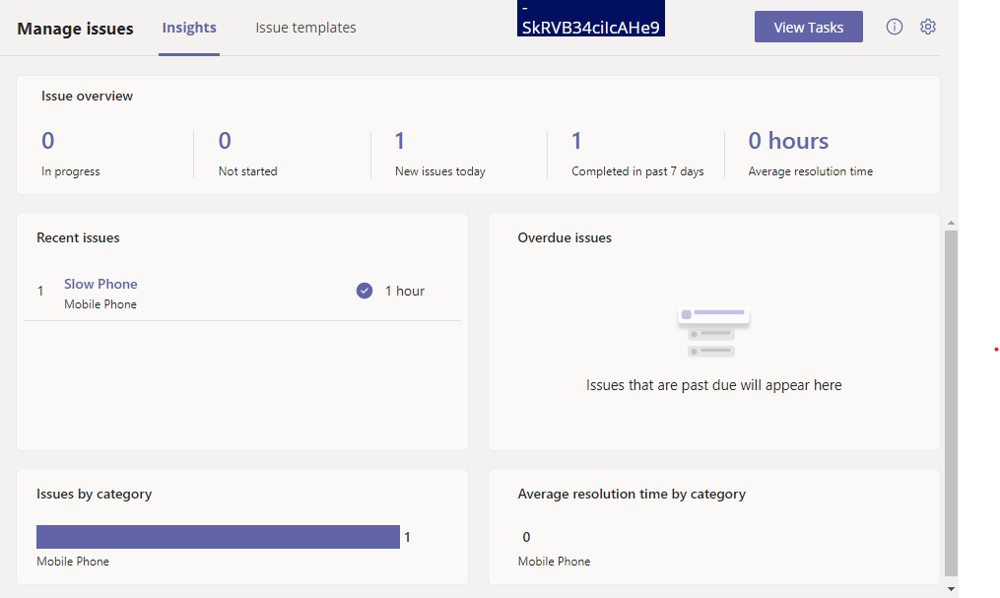 Manage issues
Insights
Issue templates
-
SkRVB34cilcAHe9
View Tasks
Issue overview
0
In progress
0
Not started
1
New issues today
1
Completed in past 7 days
0 hours
Average resolution time
Recent issues
1
Slow Phone
Mobile Phone
1 hour
Overdue issues
Issues that are past due will appear here
Issues by category
1
Mobile Phone
Average resolution time by category
0
Mobile Phone